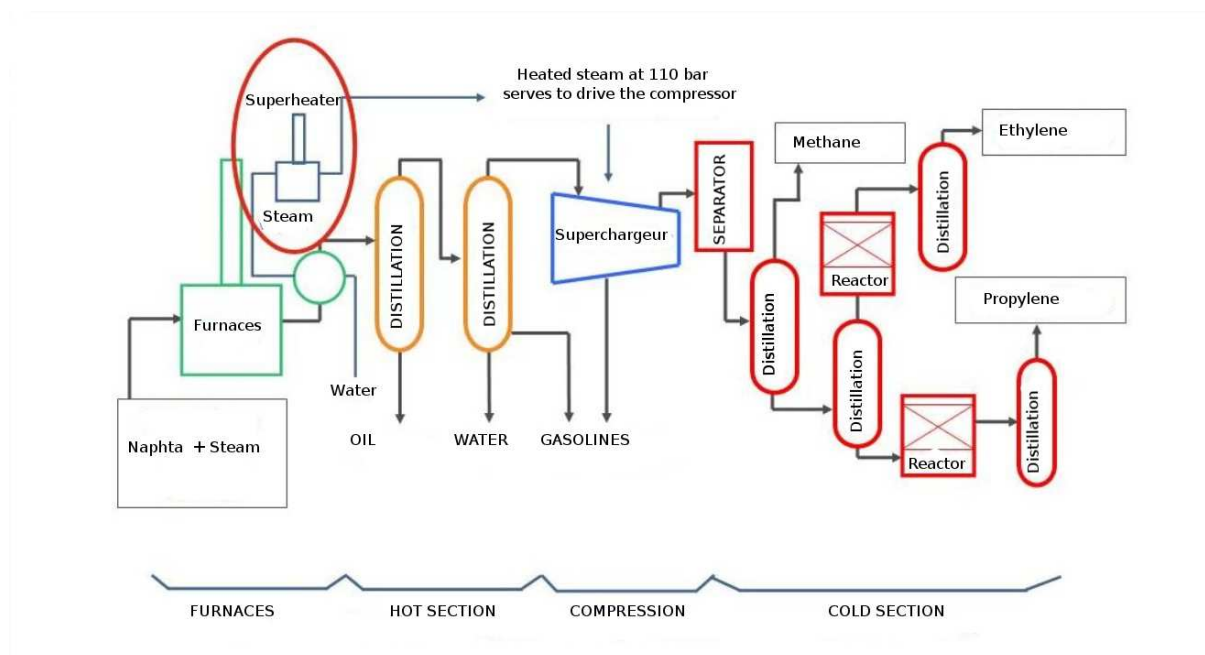 Heated steam at 110 bar
serves to drive the compressor
Superheater
Steam
Methane
Ethylene
SEPARATOR
DISTILLATION
DISTILLATION
Superchargeur
Distillation
Reactor
Distillation
Propylene
Furnaces
Water
Distillation
Distillation
Reactor
Naphta + Steam
OIL
WATER
GASOLINES
FURNACES
HOT SECTION
COMPRESSION
COLD SECTION